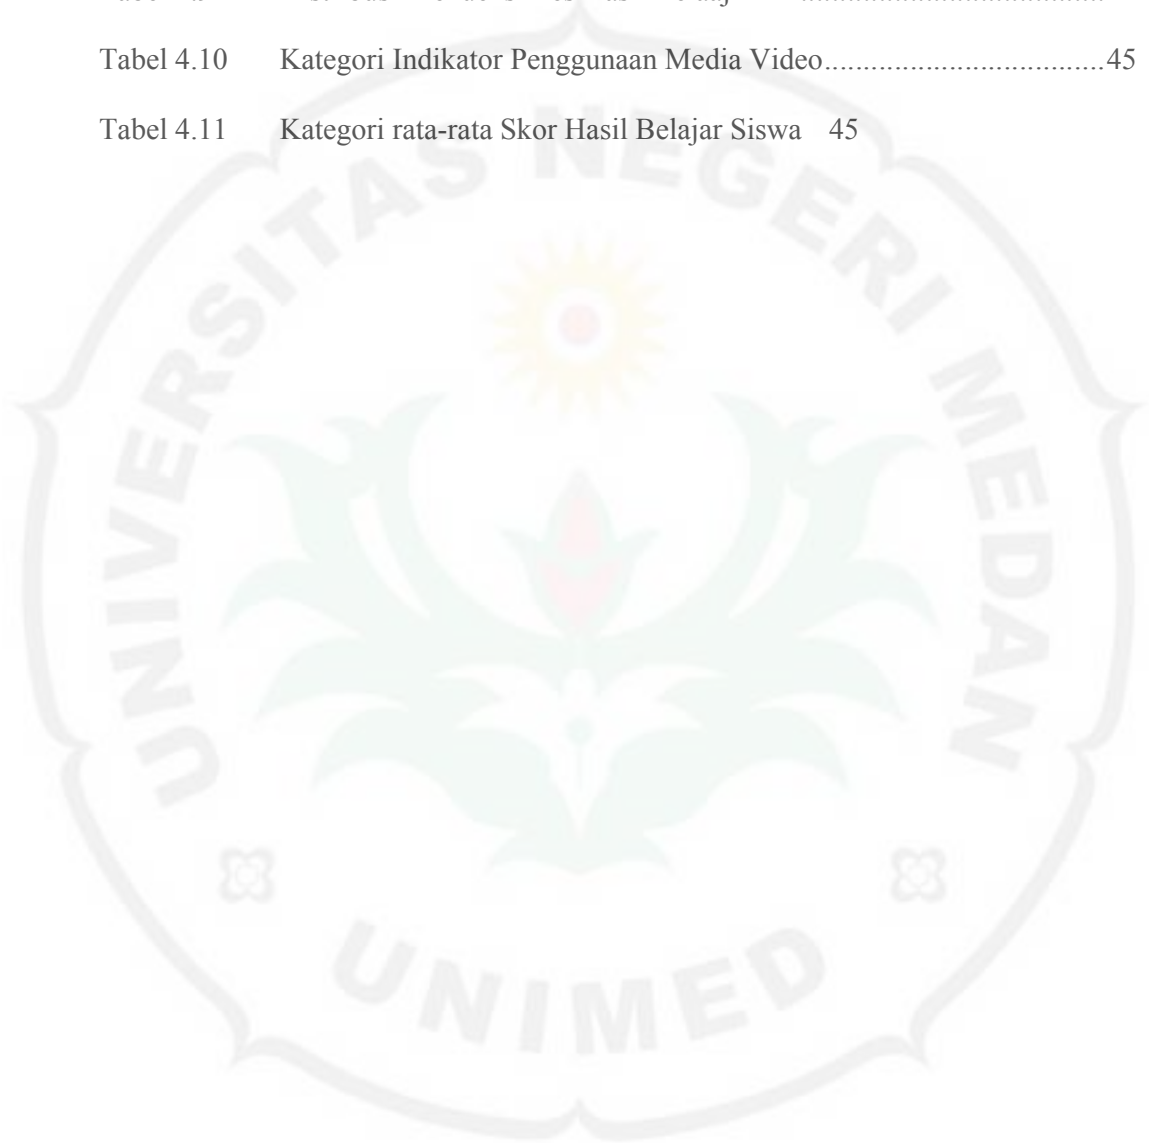 Tabel 4.10 Kategori Indikator Penggunaan Media Video..................................45
Tabel 4.11 Kategori rata-rata Skor Hasil Belajar Siswa 45
UNIVERSITAS NEGERI MEDAN
UNIMED